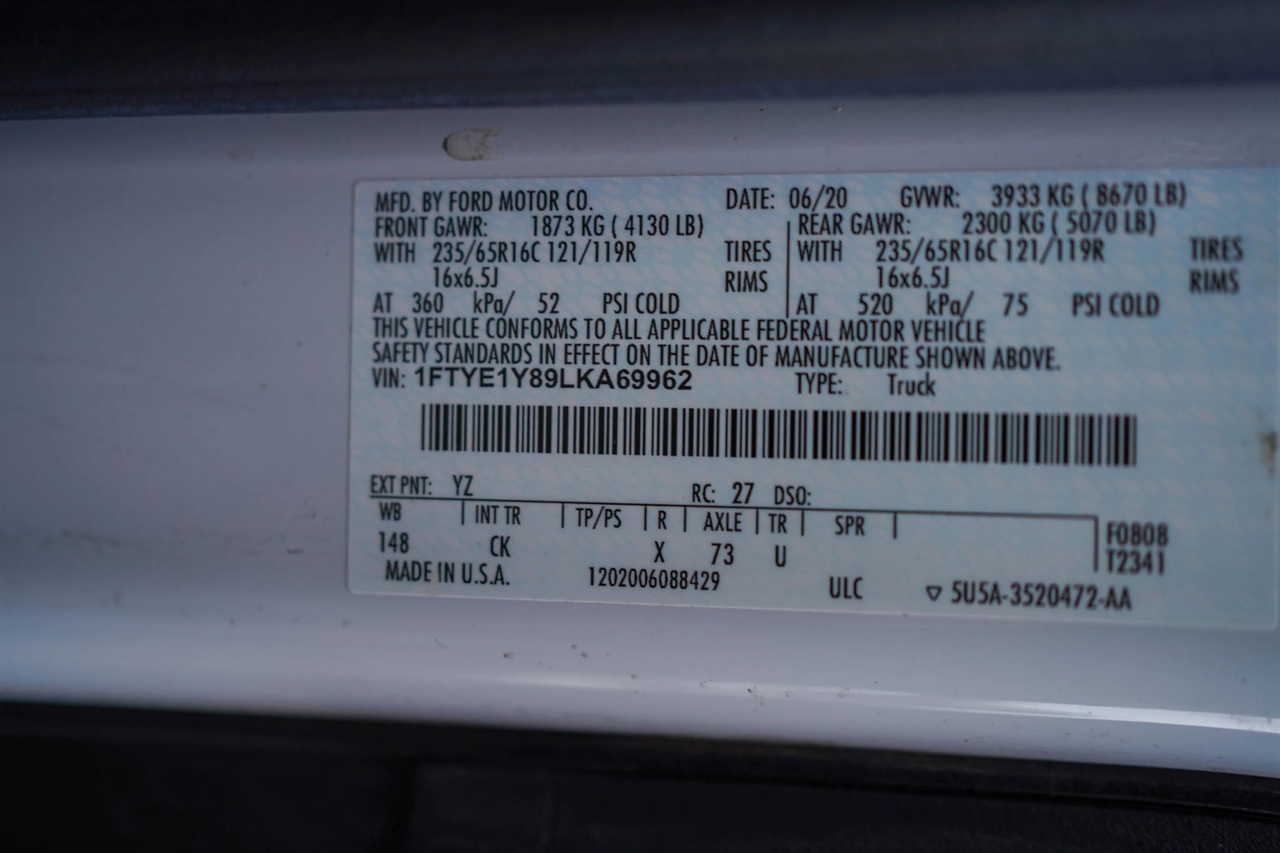 MFD. BY FORD MOTOR CO. DATE: 06/20 GVWR: 3933 KG ( 8670 LB)
FRONT GAWR: 1873 KG ( 4130 LB) REAR GAWR: 2300 KG ( 5070 LB)
WITH 235/65R16C 121/119R TIRES WITH 235/65R16C 121/119R TIRES
16x6.5J RIMS 16x6.5J RIMS
AT 360 kPa/ 52 PSI COLD AT 520 kPa/ 75 PSI COLD
THIS VEHICLE CONFORMS TO ALL APPLICABLE FEDERAL MOTOR VEHICLE
SAFETY STANDARDS IN EFFECT ON THE DATE OF MANUFACTURE SHOWN ABOVE.
VIN: 1FTYE1Y89LKA69962 TYPE: Truck
EXT PNT: YZ RC: 27 DSO:
WB INT TR TP/PS R AXLE TR SPR F0808
148 CK X 73 U T2341
MADE IN U.S.A. 1202006088429 ULC ▽ 5U5A-3520472-AA